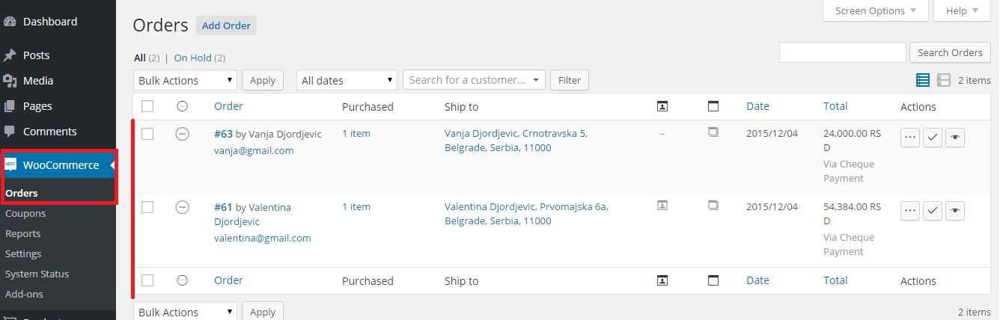 Dashboard
Posts
Media
Pages
Comments
WooCommerce
Orders
Coupons
Reports
Settings
System Status
Add-ons
Screen Options ▼
Help ▼
Orders Add Order
All (2) | On Hold (2)
Search Orders
Bulk Actions Apply All dates Search for a customer... Filter 2 items
Order Purchased Ship to Date Total Actions
#63 by Vanja Djordjevic
vanja@gmail.com
1 item
Vanja Djordjevic, Crnotravska 5,
Belgrade, Serbia, 11000
–
2015/12/04
24,000.00 RS
D
Via Cheque
Payment
#61 by Valentina
Djordjevic
valentina@gmail.com
1 item
Valentina Djordjevic, Prvomajska 6a,
Belgrade, Serbia, 11000
2015/12/04
54,384.00 RS
D
Via Cheque
Payment
Order Purchased Ship to Date Total Actions
Bulk Actions Apply 2 items